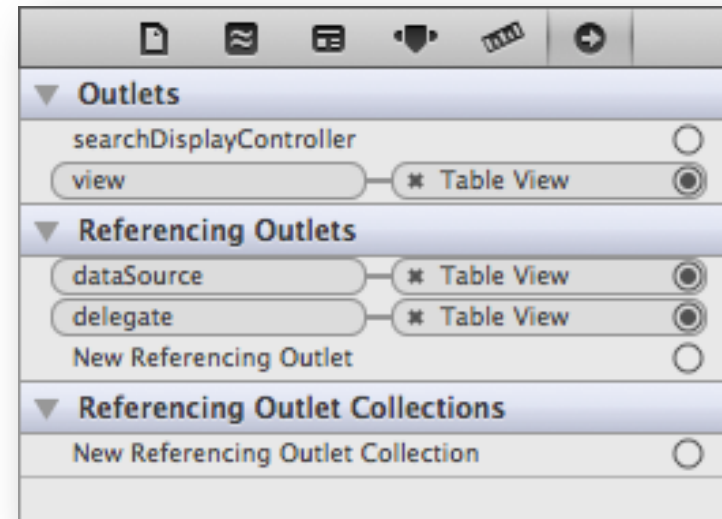 Outlets
searchDisplayController
view Table View
Referencing Outlets
dataSource Table View
delegate Table View
New Referencing Outlet
Referencing Outlet Collections
New Referencing Outlet Collection